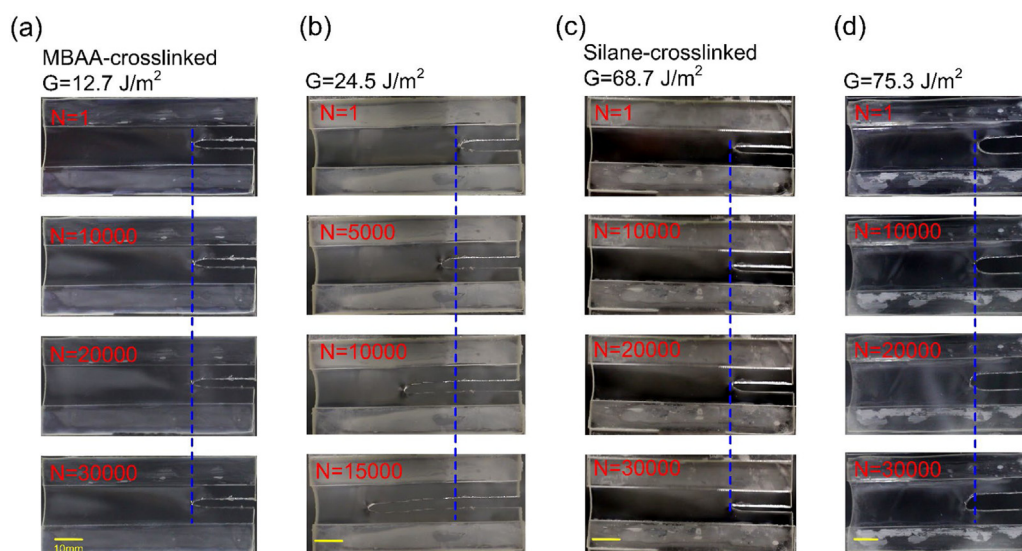 (a)
MBAA-crosslinked
G=12.7 J/m²
N=1
N=10000
N=20000
N=30000
10mm
(b)
G=24.5 J/m²
N=1
N=5000
N=10000
N=15000
(c)
Silane-crosslinked
G=68.7 J/m²
N=1
N=10000
N=20000
N=30000
(d)
G=75.3 J/m²
N=1
N=10000
N=20000
N=30000